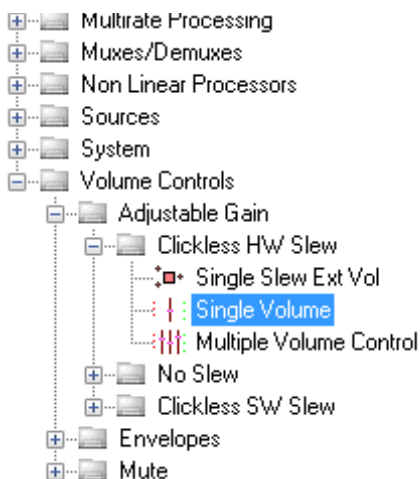 Multirate Processing
Muxes/Demuxes
Non Linear Processors
Sources
System
Volume Controls
Adjustable Gain
Clickless HW Slew
Single Slew Ext Vol
Single Volume
Multiple Volume Control
No Slew
Clickless SW Slew
Envelopes
Mute